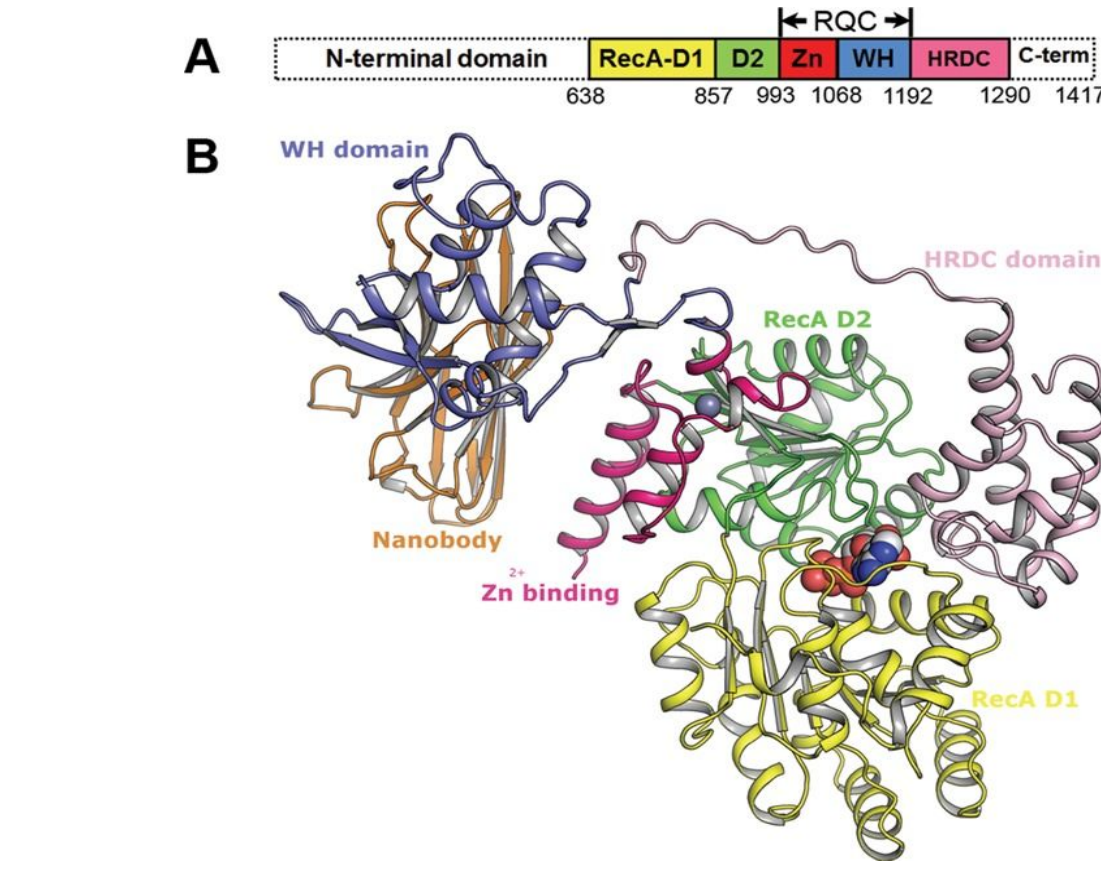 A
RQC
N-terminal domain RecA-D1 D2 Zn WH HRDC C-term
638 857 993 1068 1192 1290 1417
B
WH domain
HRDC domain
RecA D2
Nanobody
2+
Zn binding
RecA D1